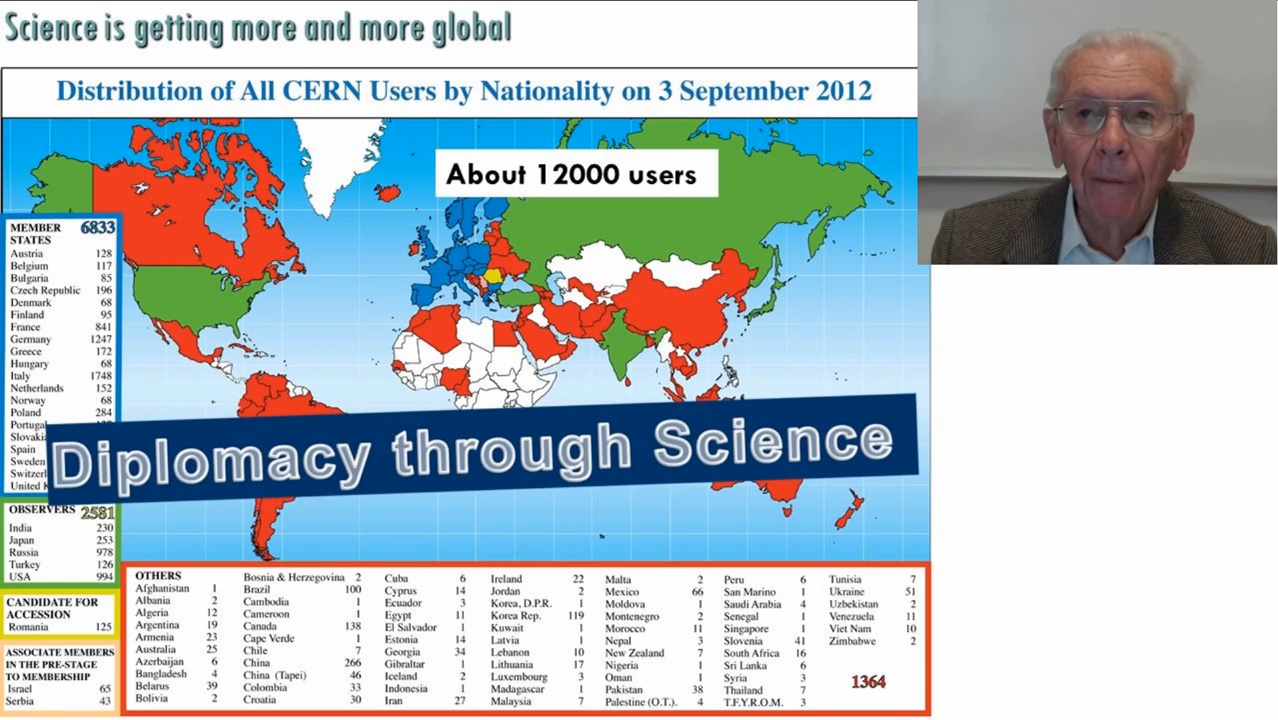 Science is getting more and more global
Distribution of All CERN Users by Nationality on 3 September 2012
About 12000 users
MEMBER STATES 6833
Austria 128
Belgium 117
Bulgaria 85
Czech Republic 196
Denmark 68
Finland 95
France 841
Germany 1247
Greece 172
Hungary 68
Italy 1748
Netherlands 152
Norway 68
Poland 284
Portugal
Slovakia
Spain
Sweden
Diplomacy through Science
OBSERVERS 2581
India 230
Japan 253
Russia 978
Turkey 126
USA 994
CANDIDATE FOR
ACCESSION
Romania 125
ASSOCIATE MEMBERS
IN THE PRE-STAGE
TO MEMBERSHIP
Israel 65
Serbia 43
OTHERS
Afghanistan 1
Albania 2
Algeria 12
Argentina 19
Armenia 23
Australia 25
Azerbaijan 6
Bangladesh 4
Belarus 39
Bolivia 2
Bosnia & Herzegovina 2
Brazil 100
Cambodia 1
Cameroon 1
Canada 138
Cape Verde 1
Chile 7
China 266
China (Taipei) 46
Colombia 33
Croatia 30
Cuba 6
Cyprus 14
Ecuador 3
Egypt 11
El Salvador 1
Estonia 14
Georgia 34
Gibraltar 1
Iceland 2
Indonesia 1
Iran 27
Ireland 22
Jordan 2
Korea, D.P.R. 1
Korea Rep. 119
Kuwait 1
Latvia 1
Lebanon 10
Lithuania 17
Luxembourg 3
Madagascar 1
Malaysia 7
Malta 2
Mexico 66
Moldova 1
Montenegro 2
Morocco 11
Nepal 3
New Zealand 7
Nigeria 1
Oman 1
Pakistan 38
Palestine (O.T.). 4
Peru 6
San Marino 1
Saudi Arabia 4
Senegal 1
Singapore 1
Slovenia 41
South Africa 16
Sri Lanka 6
Syria 3
Thailand 7
T.F.Y.R.O.M. 3
Tunisia 7
Ukraine 51
Uzbekistan 2
Venezuela 11
Viet Nam 10
Zimbabwe 2
1364